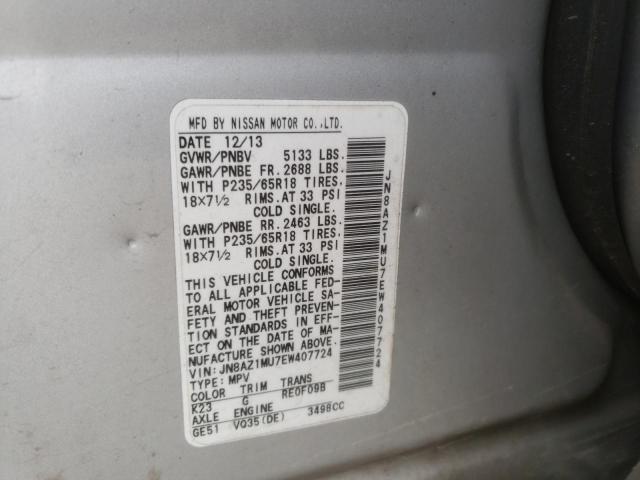 MFD BY NISSAN MOTOR CO.,LTD.
DATE 12/13
GVWR/PNBV 5133 LBS.
GAWR/PNBE FR. 2688 LBS.
WITH P235/65R18 TIRES.
18×7½ RIMS.AT 33 PSI
COLD SINGLE.
GAWR/PNBE RR. 2463 LBS.
WITH P235/65R18 TIRES.
18×7½ RIMS.AT 33 PSI
COLD SINGLE.
THIS VEHICLE CONFORMS
TO ALL APPLICABLE FED-
ERAL MOTOR VEHICLE SA-
FETY AND THEFT PREVEN-
TION STANDARDS IN EFF-
ECT ON THE DATE OF MA-
NUFACTURE SHOWN ABOVE.
VIN: JN8AZ1MU7EW407724
TYPE: MPV
COLOR TRIM TRANS
K23 G RE0F09B
AXLE ENGINE
GE51 VQ35(DE) 3498CC
JN8AZ1MU7EW407724